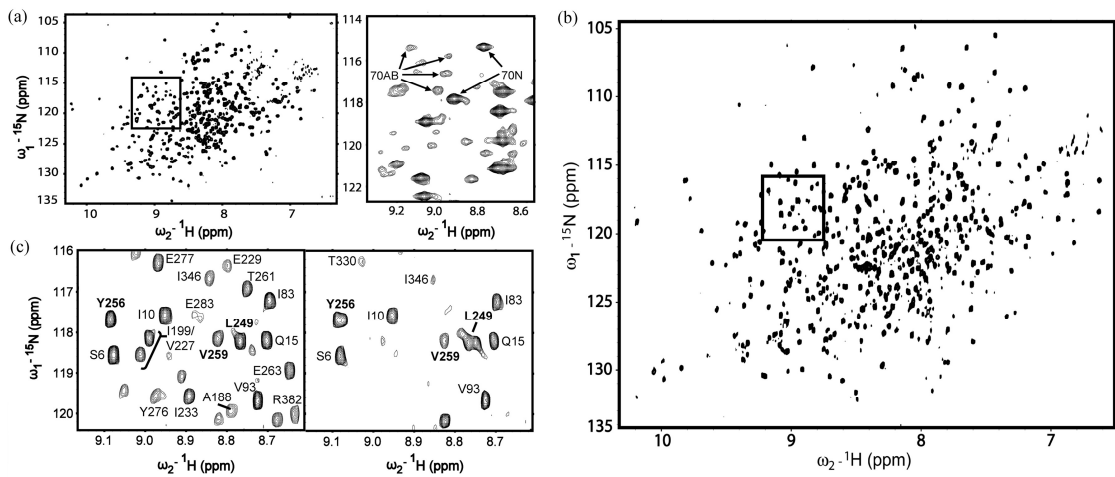 (a)
105
110
115
120
125
130
135
10 9 8 7
ω1 - 15N (ppm)
ω2 - 1H (ppm)
114
116
118
120
122
9.2 9.0 8.8 8.6
70AB
70N
ω2 - 1H (ppm)
(b)
105
110
115
120
125
130
135
10 9 8 7
ω1 - 15N (ppm)
ω2 - 1H (ppm)
(c)
116
117
118
119
120
9.1 9.0 8.9 8.8 8.7
ω1 - 15N (ppm)
ω2 - 1H (ppm)
E277 E229
I346 T261
Y256 I10 E283 I83
L249
I199/
V227
S6 V259 Q15
E263
Y276 I233 A188 V93 R382
T330 I346
Y256 I10 I83
L249
S6 V259 Q15
V93
9.1 9.0 8.9 8.8 8.7
ω2 - 1H (ppm)